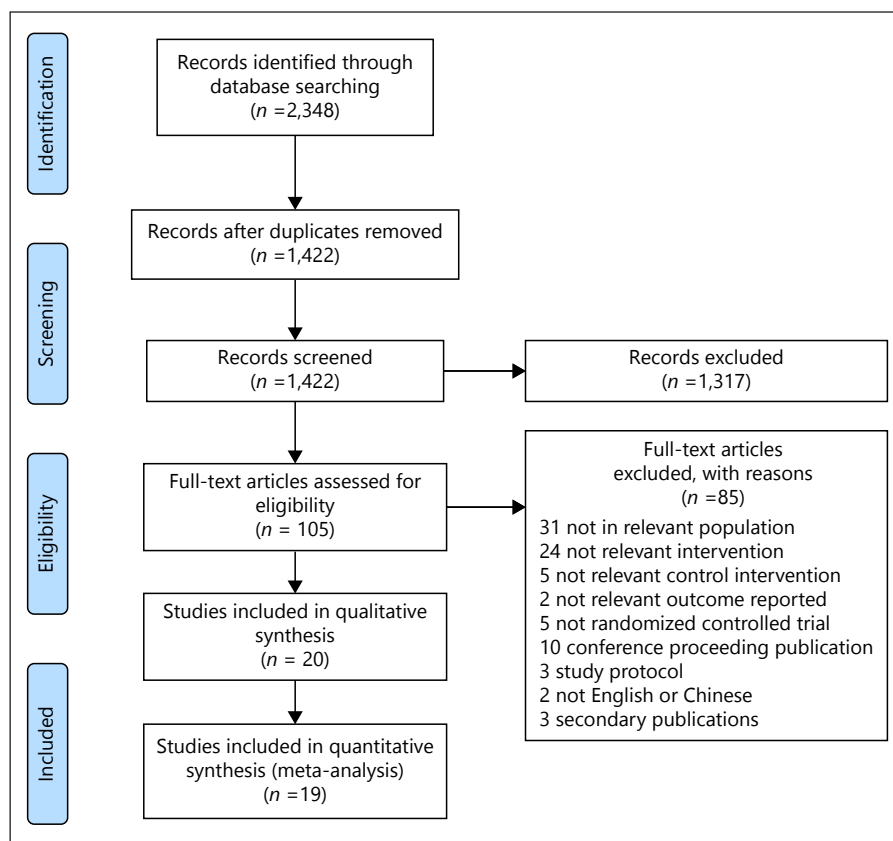 Identification
Records identified through
database searching
(n =2,348)
Records after duplicates removed
(n =1,422)
Screening
Records screened
(n =1,422)
Records excluded
(n =1,317)
Eligibility
Full-text articles assessed for
eligibility
(n = 105)
Full-text articles
excluded, with reasons
(n =85)
31 not in relevant population
24 not relevant intervention
5 not relevant control intervention
2 not relevant outcome reported
5 not randomized controlled trial
10 conference proceeding publication
3 study protocol
2 not English or Chinese
3 secondary publications
Studies included in qualitative
synthesis
(n = 20)
Included
Studies included in quantitative
synthesis (meta-analysis)
(n =19)